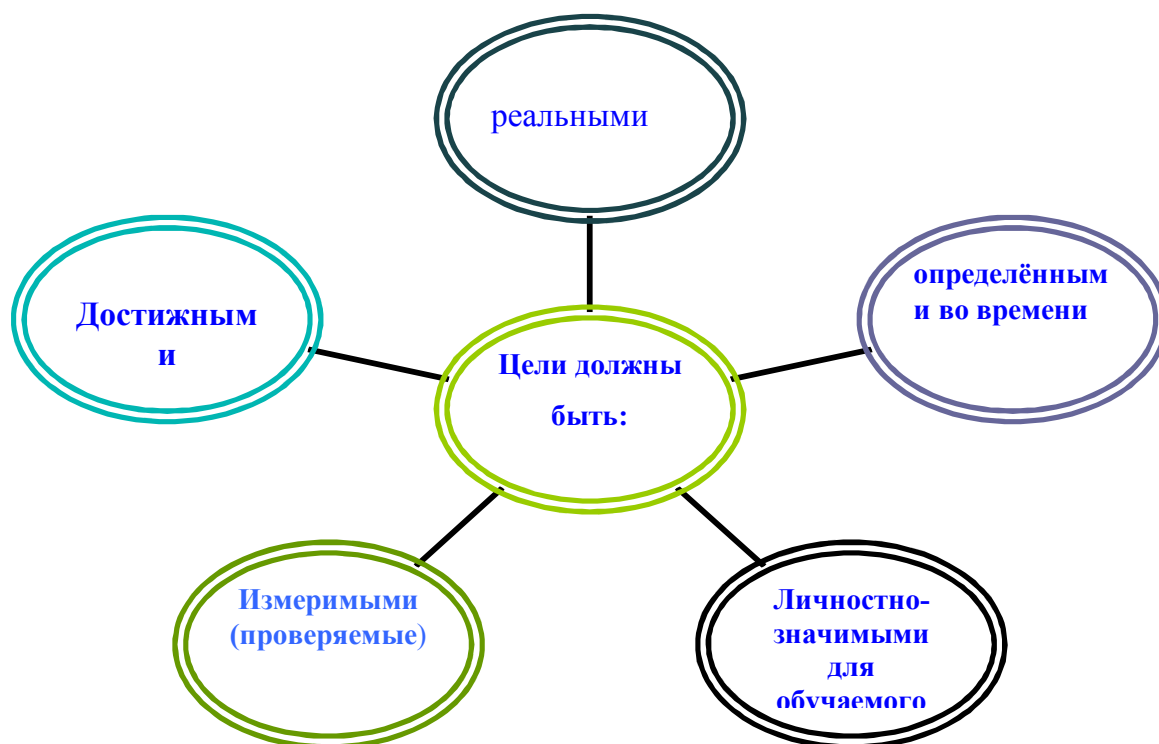 реальными
определённым
и во времени
Достижным
и
Цели должны
быть:
Измеримыми
(проверяемые)
Личностно-
значимыми
для
обучаемого